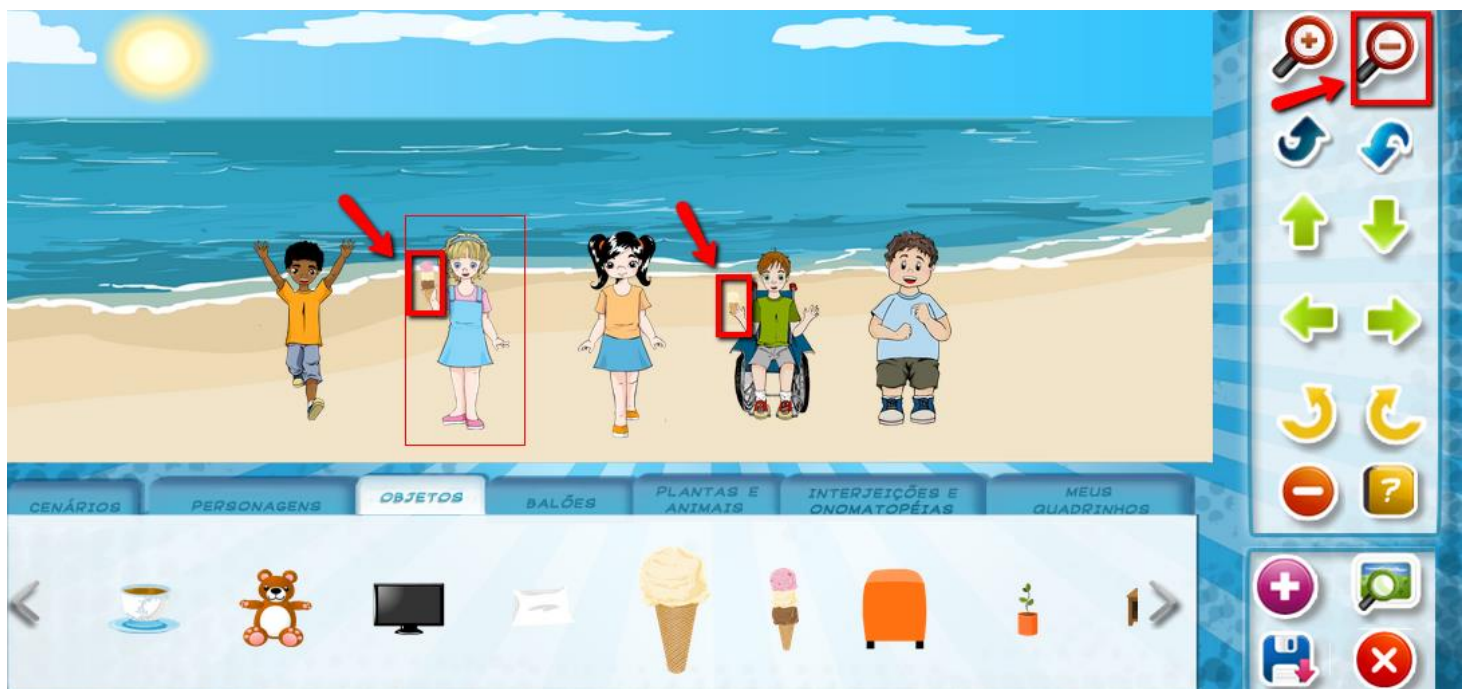 CENÁRIOS
PERSONAGENS
OBJETOS
BALÕES
PLANTAS E
ANIMAIS
INTERJEIÇÕES E
ONOMATOPÉIAS
MEUS
QUADRINHOS
?